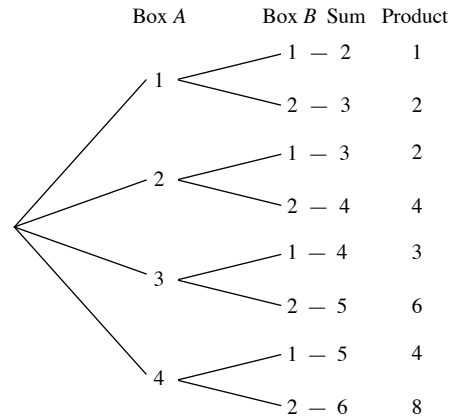 Box A Box B Sum Product
1 — 2 1
1
2 — 3 2
1 — 3 2
2
2 — 4 4
1 — 4 3
3
2 — 5 6
1 — 5 4
4
2 — 6 8